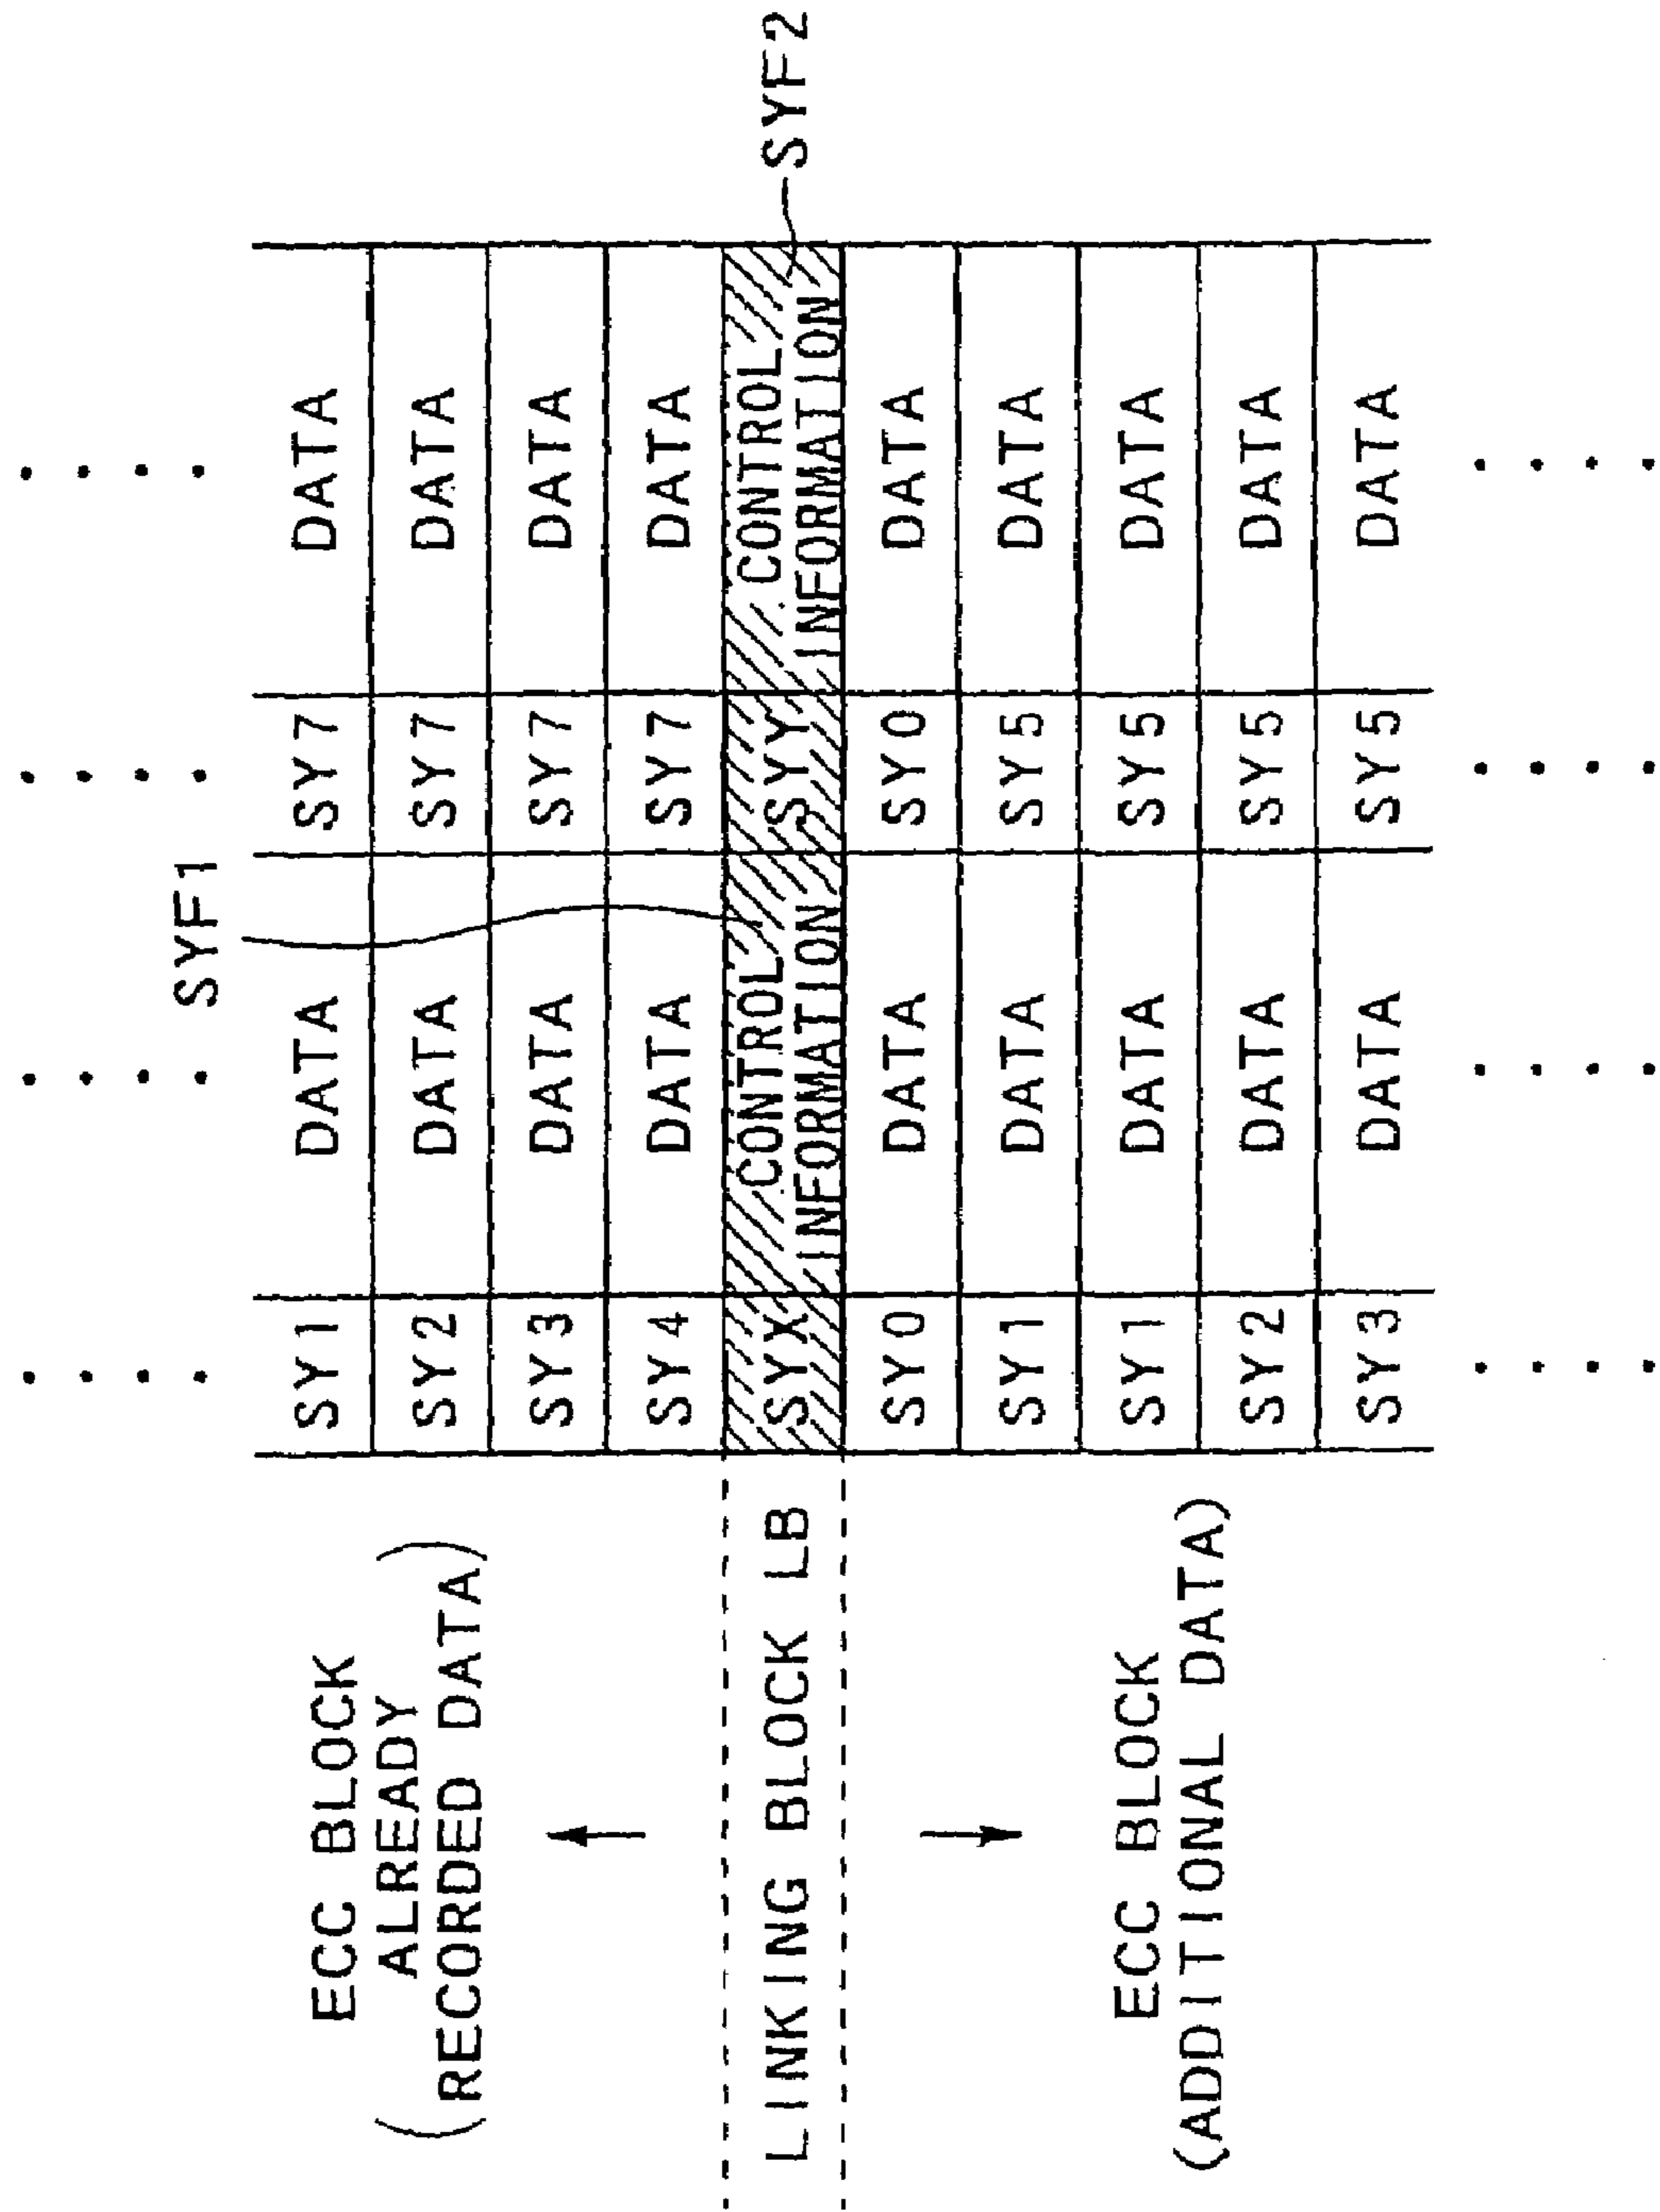 SYF1
ECC BLOCK
ALREADY
(RECORDED DATA)
SY1 DATA SY7 DATA
SY2 DATA SY7 DATA
SY3 DATA SY7 DATA
SY4 DATA SY7 DATA
LINKING BLOCK LB
SYX
CONTROL
INFORMATION
SYY
CONTROL
INFORMATION
SYF2
ECC BLOCK
(ADDITIONAL DATA)
SY0 DATA SY0 DATA
SY1 DATA SY5 DATA
SY1 DATA SY5 DATA
SY2 DATA SY5 DATA
SY3 DATA SY5 DATA